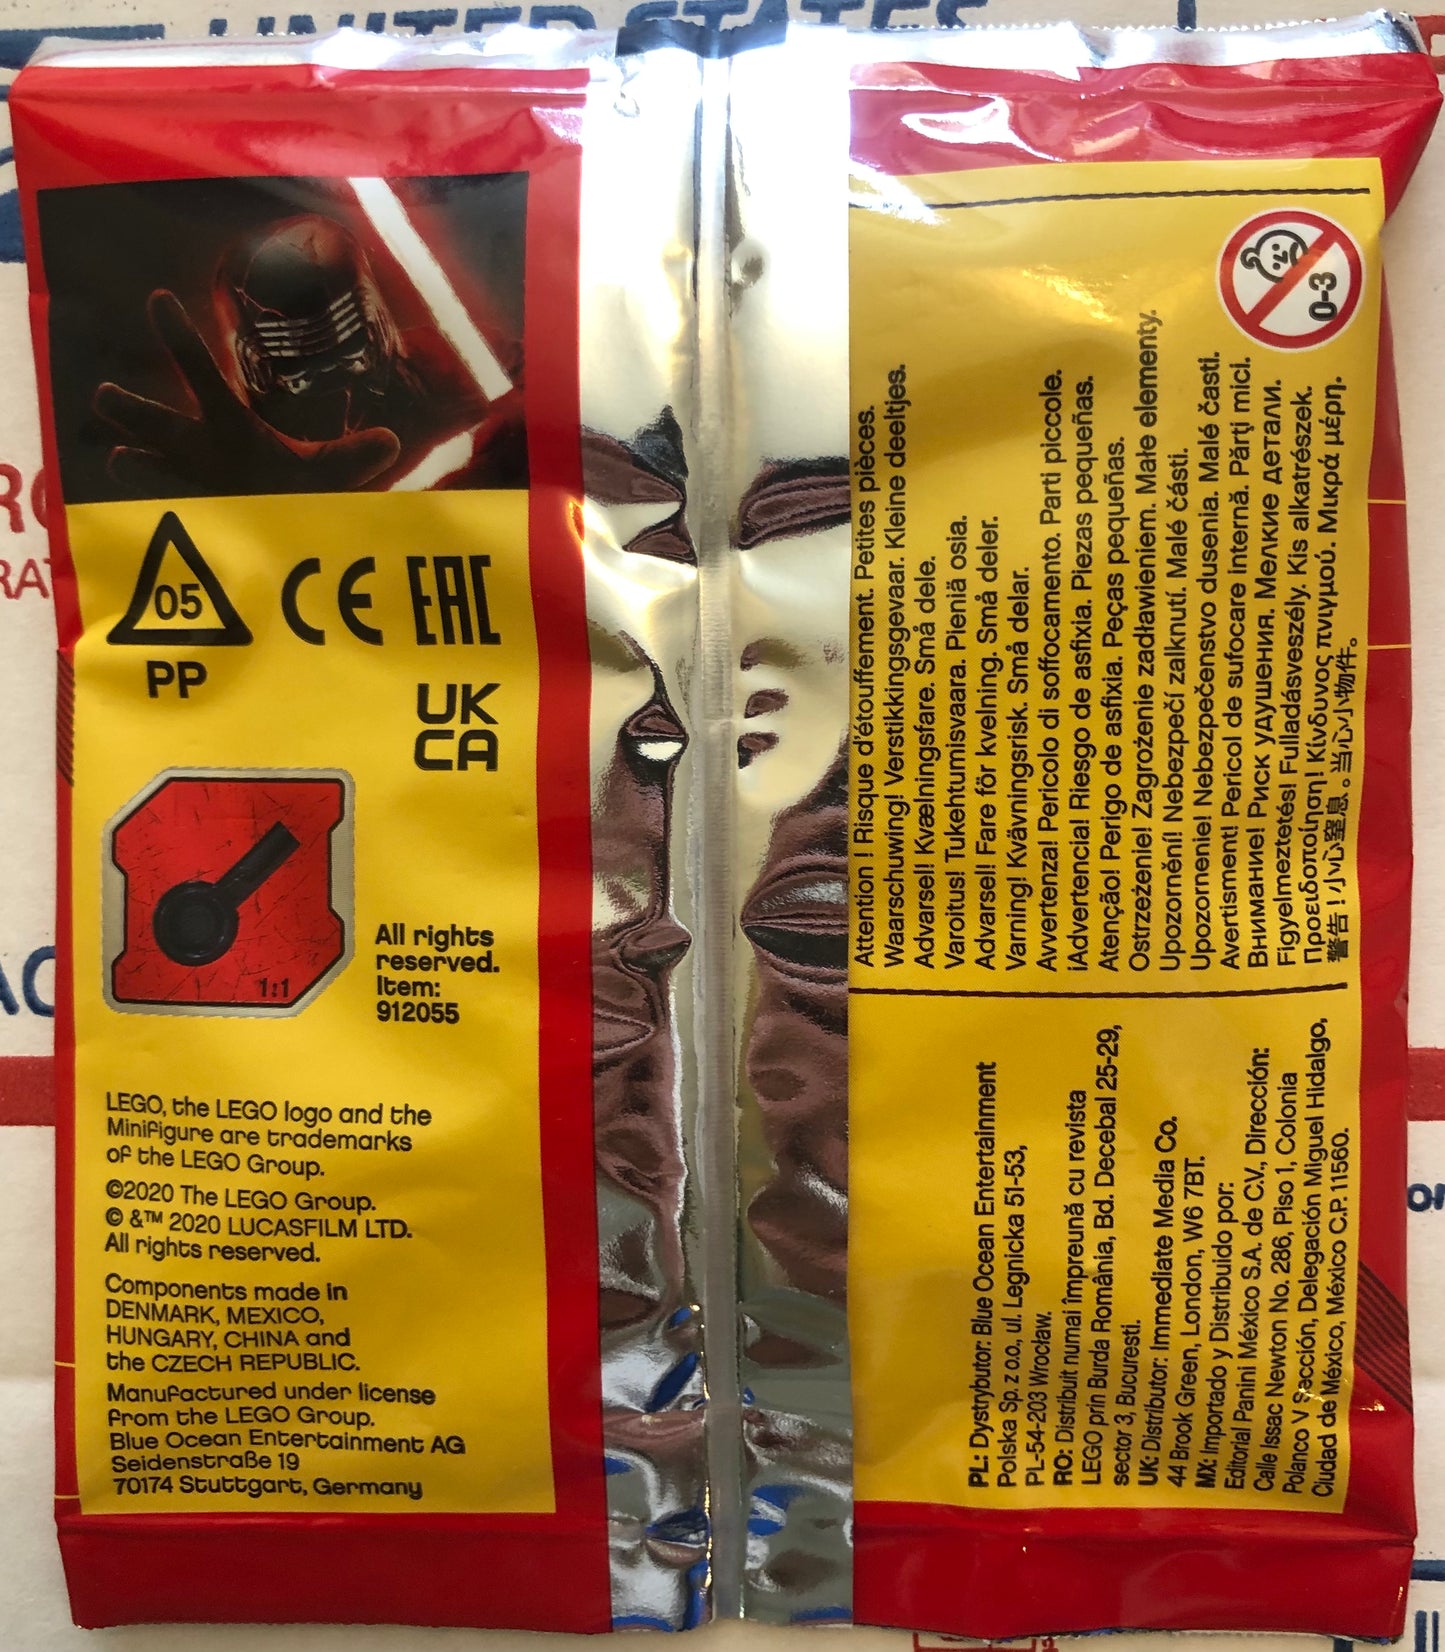 UNITED STATES
05
PP
CE EAC
UK
CA
1:1
All rights
reserved.
Item:
912055
LEGO, the LEGO logo and the
Minifigure are trademarks
of the LEGO Group.
©2020 The LEGO Group.
© &™ 2020 LUCASFILM LTD.
All rights reserved.
Components made in
DENMARK, MEXICO,
HUNGARY, CHINA and
the CZECH REPUBLIC.
Manufactured under license
from the LEGO Group.
Blue Ocean Entertainment AG
Seidenstraße 19
70174 Stuttgart, Germany
Attention ! Risque d'étouffement. Petites pièces.
Waarschuwing! Verstikkingsgevaar. Kleine deeltjes.
Advarsel! Kvælningsfare. Små dele.
Varoitus! Tukehtumisvaara. Pieniä osia.
Advarsel! Fare för kvelning. Små deler.
Varning! Kävningsrisk. Små delar.
Avvertenza! Pericolo di soffocamento. Parti piccole.
¡Advertencia! Riesgo de asfixia. Piezas pequeñas.
Atenção! Perigo de asfixia. Peças pequeñas.
Ostrzeżenie! Zagrożenie zadławieniem. Małe elementy.
Upozornění! Nebezpečí zalknutí. Malé části.
Upozornenie! Nebezpečenstvo dusenia. Malé časti.
Avertisment! Pericol de sufocare internă. Părţi mici.
Внимание! Риск удушения. Мелкие детали.
Figyelmeztetés! Fulladásveszély. Kis alkatrészek.
Προειδοποίηση! Κίνδυνος πνιγμού. Μικρά μέρη.
警告！小心窒息。当心小物件。
0-3
PL: Dystrybutor: Blue Ocean Entertainment
Polska Sp. z o.o, ul. Legnicka 51-53,
PL-54-203 Wrocław.
RO: Distribuit numai împreună cu revista
LEGO prin Burda România, Bd. Decebal 25-29,
sector 3, Bucuresti.
UK: Distributor: Immediate Media Co.
44 Brook Green, London, W6 7BT.
MX: Importado y Distribuido por:
Editorial Panini México S.A. de C.V., Dirección:
Calle Issac Newton No. 286, Piso 1, Colonia
Polanco V Sección, Delegación Miguel Hidalgo,
Ciudad de México, México C.P. 11560.